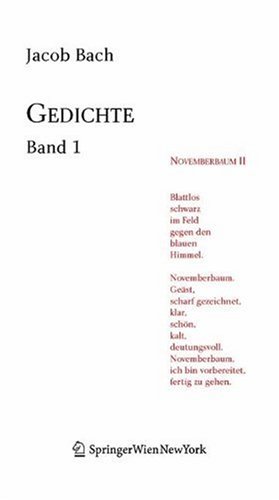 Jacob Bach
GEDICHTE
Band 1
NOVEMBERBAUM II
Blattlos
schwarz
im Feld
gegen den
blauen
Himmel.
Novemberbaum.
Geäst,
scharf gezeichnet,
klar,
schön,
kalt,
deutungsvoll.
Novemberbaum,
ich bin vorbereitet,
fertig zu gehen.
SpringerWienNewYork